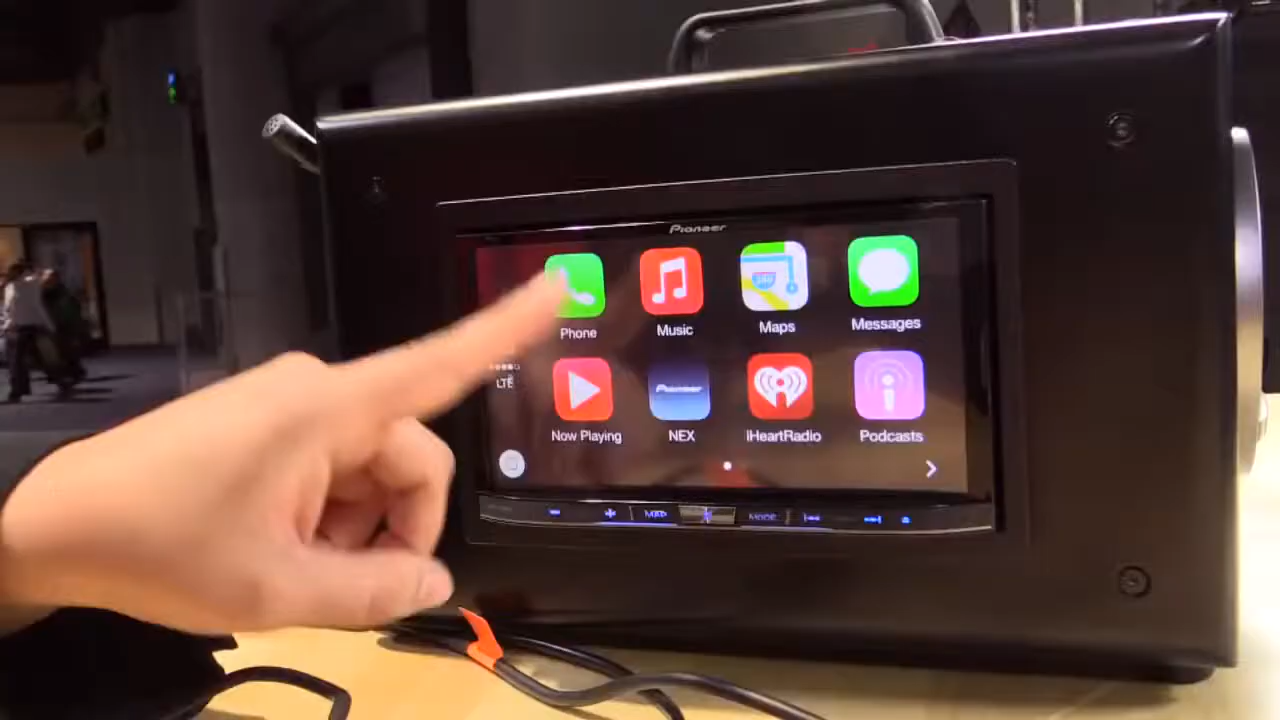 Pioneer
Phone
Music
Maps
Messages
LTE
Pioneer
Now Playing
NEX
iHeartRadio
Podcasts
MAP
MODE